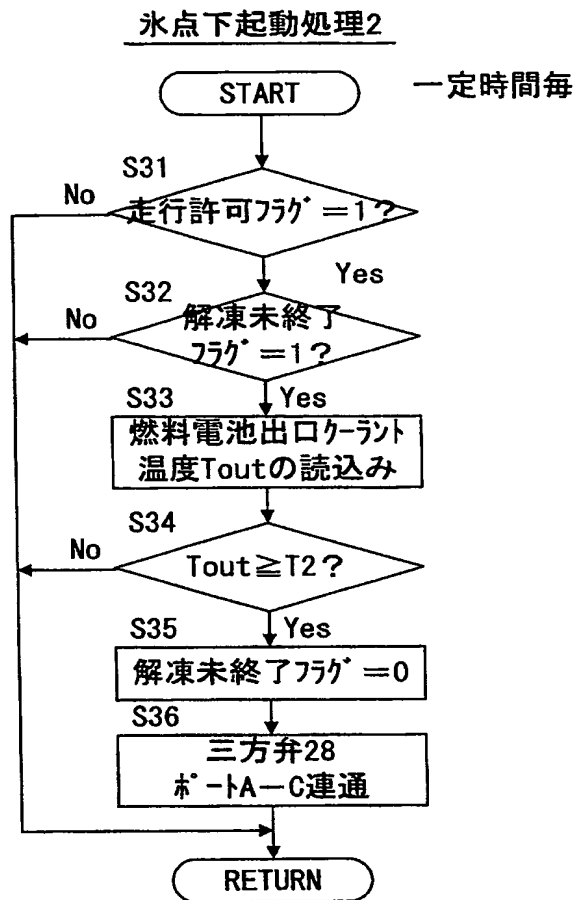 氷点下起動処理2
START
一定時間毎
S31
No
走行許可ﾌﾗｸﾞ＝1？
Yes
S32
No
解凍未終了
ﾌﾗｸﾞ＝1？
S33
Yes
燃料電池出口ｸｰﾗﾝﾄ
温度Toutの読込み
S34
No
Tout≧T2？
S35
Yes
解凍未終了ﾌﾗｸﾞ＝0
S36
三方弁28
ﾎﾟｰﾄA－C連通
RETURN